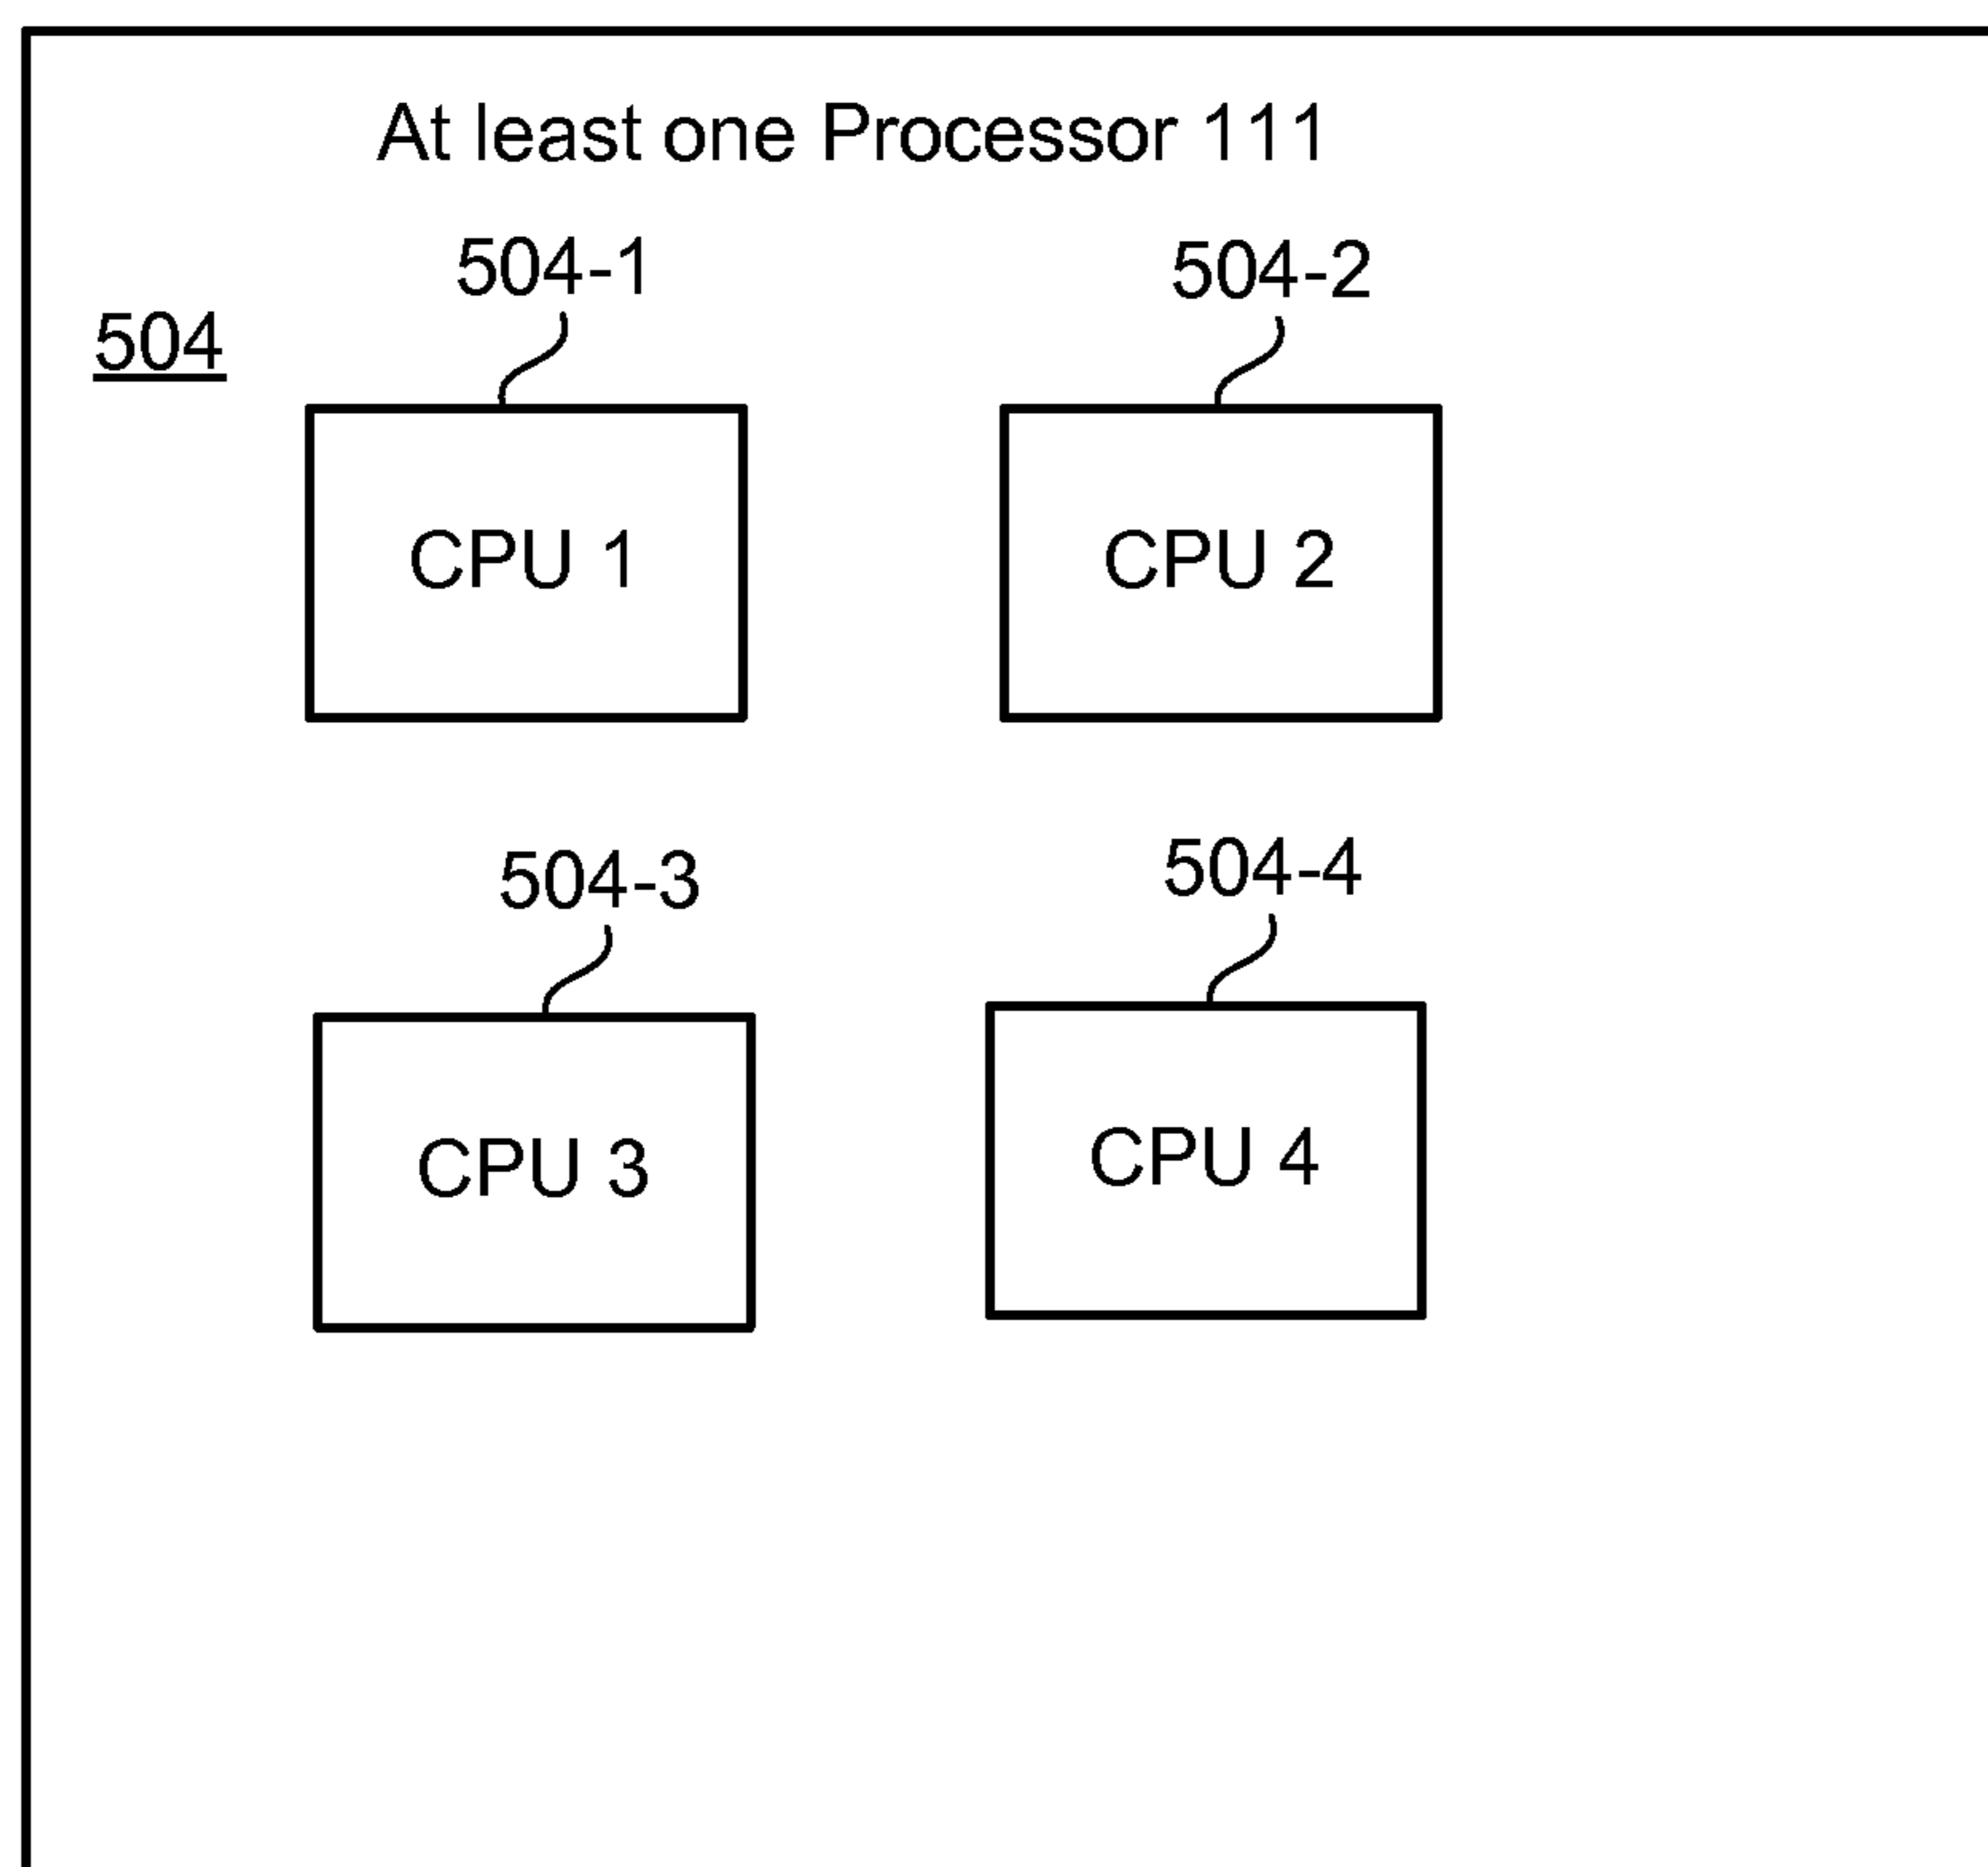 At least one Processor 111
504-1
504-2
504
CPU 1
CPU 2
504-3
504-4
CPU 3
CPU 4